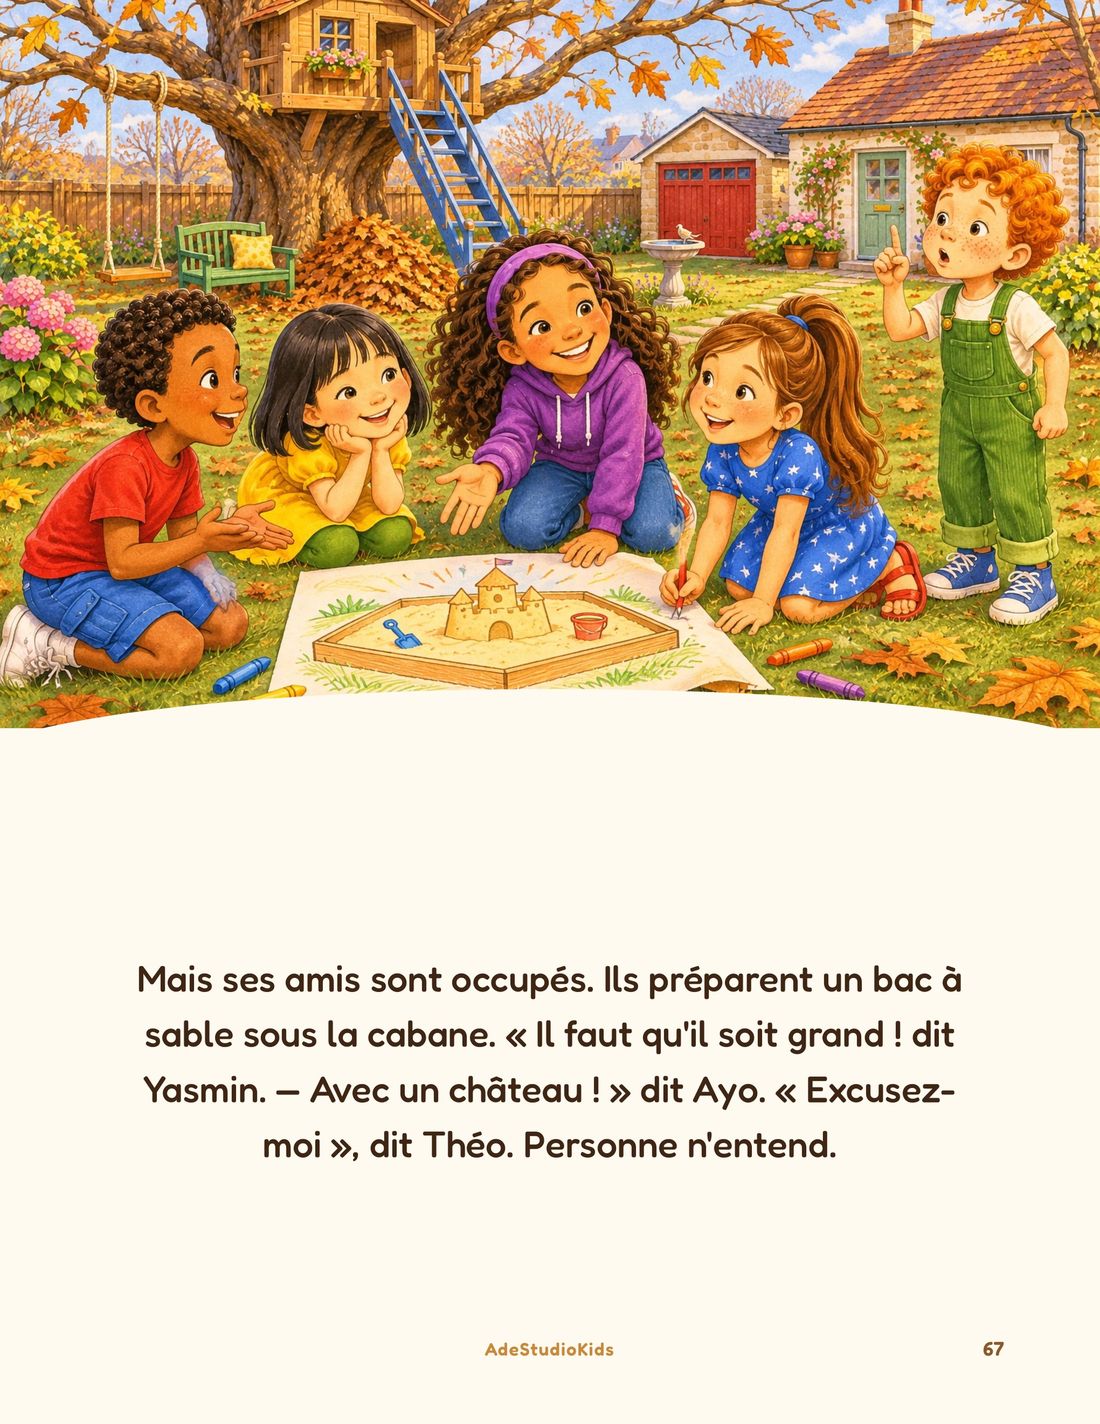 Mais ses amis sont occupés. Ils préparent un bac à
sable sous la cabane. « Il faut qu'il soit grand ! dit
Yasmin. — Avec un château ! » dit Ayo. « Excusez-
moi », dit Théo. Personne n'entend.
AdeStudioKids
67